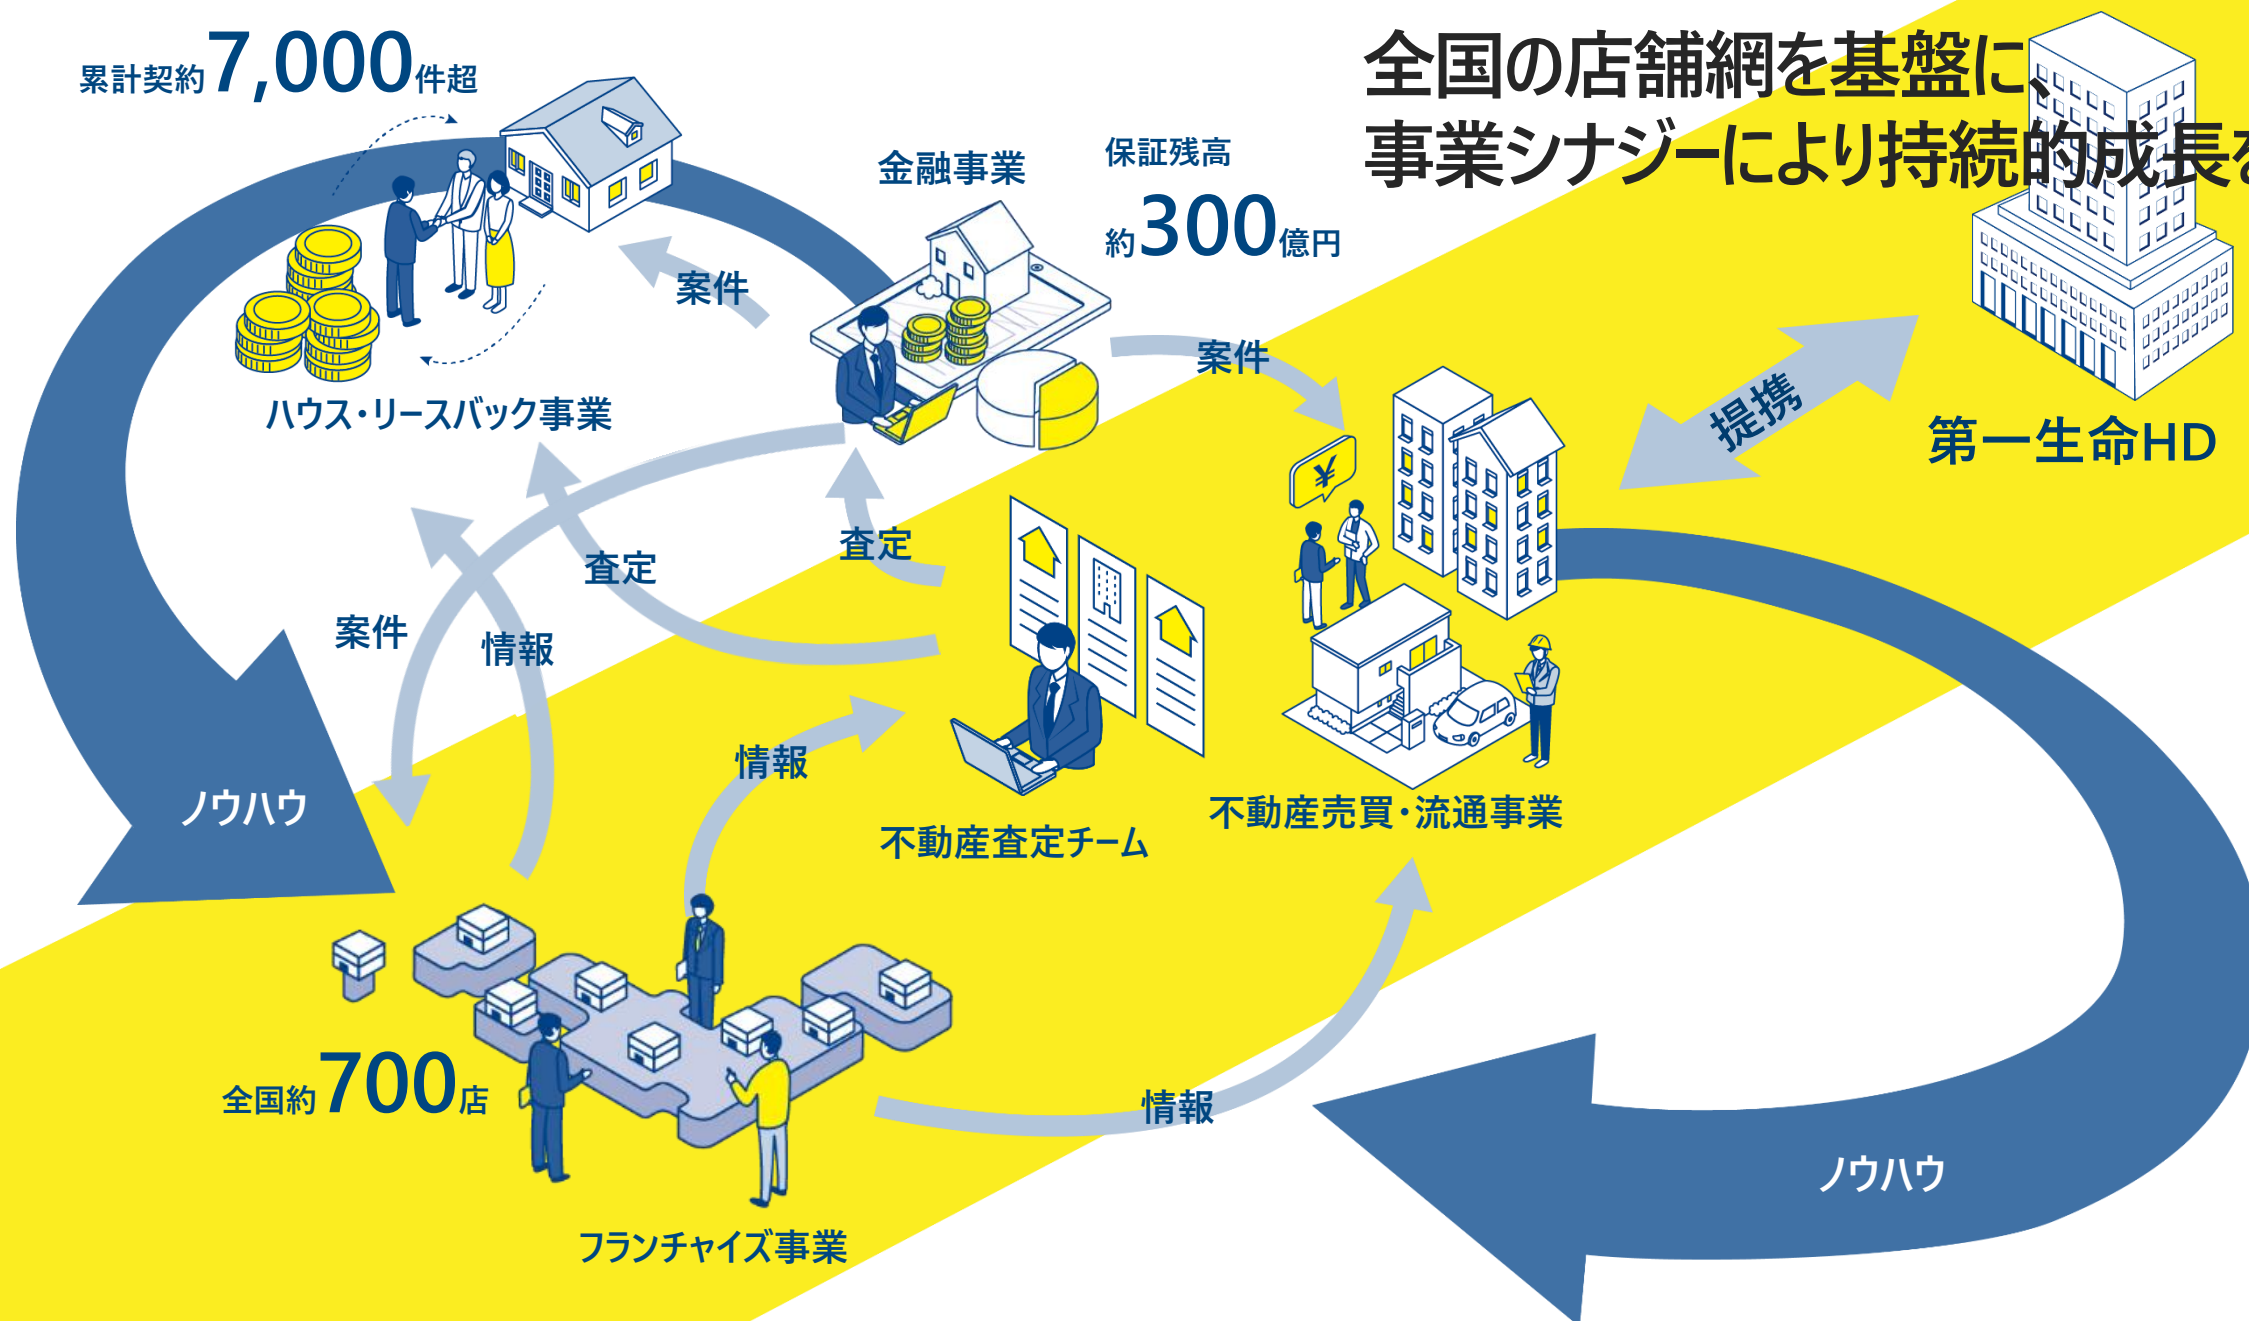 全国の店舗網を基盤に、
事業シナジーにより持続的成長を
累計契約7,000件超
金融事業
保証残高
約300億円
案件
案件
ハウス・リースバック事業
提携
第一生命HD
¥
査定
査定
案件
情報
情報
ノウハウ
不動産査定チーム
不動産売買・流通事業
全国約700店
情報
ノウハウ
フランチャイズ事業